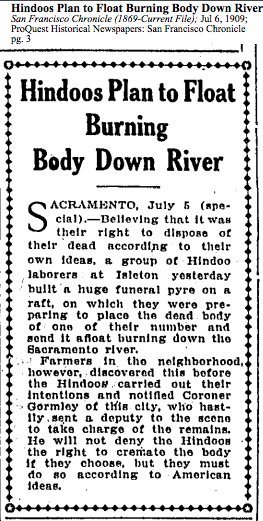 Hindoos Plan to Float Burning Body Down River
San Francisco Chronicle (1869-Current File); Jul 6, 1909;
ProQuest Historical Newspapers: San Francisco Chronicle
pg. 3
Hindoos Plan to Float
Burning
Body Down River
SACRAMENTO, July 5 (spe-
cial).—Believing that it was
their right to dispose of
their dead according to their
own ideas, a group of Hindoo
laborers at Isleton yesterday
built a huge funeral pyre on a
raft, on which they were pre-
paring to place the dead body
of one of their number and
send it afloat burning down the
Sacramento river.
Farmers in the neighborhood,
however, discovered this before
the Hindoos carried out their
intentions and notified Coroner
Gormley of this city, who hast-
ily sent a deputy to the scene
to take charge of the remains.
He will not deny the Hindoos
the right to cremate the body
if they choose, but they must
do so according to American
ideas.